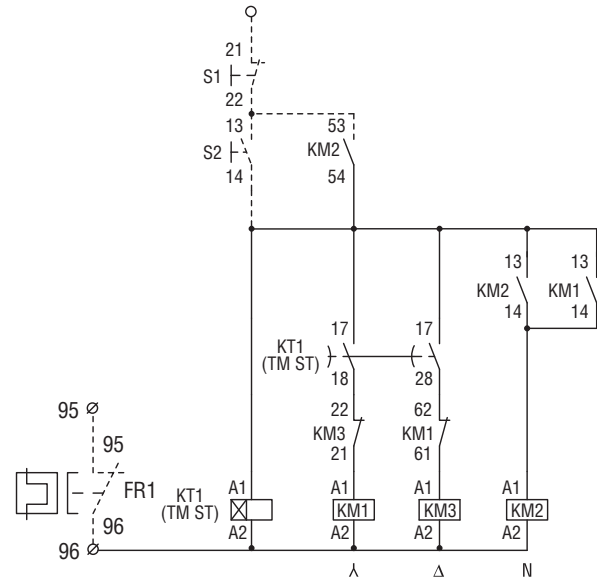 21
S1
22
13
53
S2
KM2
14
54
13
13
KM2
KM1
14
14
17
17
KT1
(TM ST)
18
28
22
62
KM3
KM1
21
61
95
95
FR1
96
96
KT1
(TM ST)
A1
A1
A1
A1
KM1
KM3
KM2
A2
A2
A2
A2
Δ
N